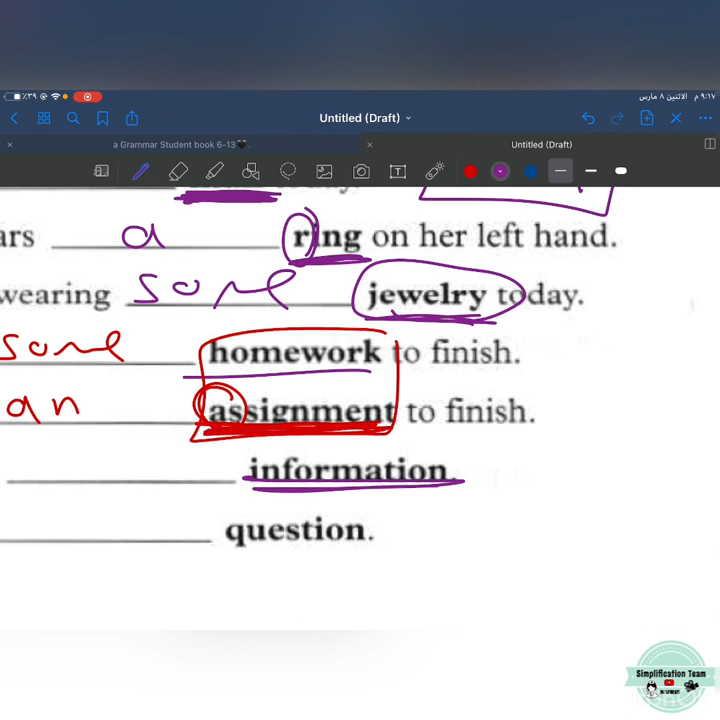 ٪٣٩ ٩:١٧ م الاثنين ٨ مارس
Untitled (Draft)
a Grammar Student book 6-13🖤. Untitled (Draft)
ars a ring on her left hand.
wearing some jewelry today.
some homework to finish.
an assignment to finish.
information.
question.
Simplification Team